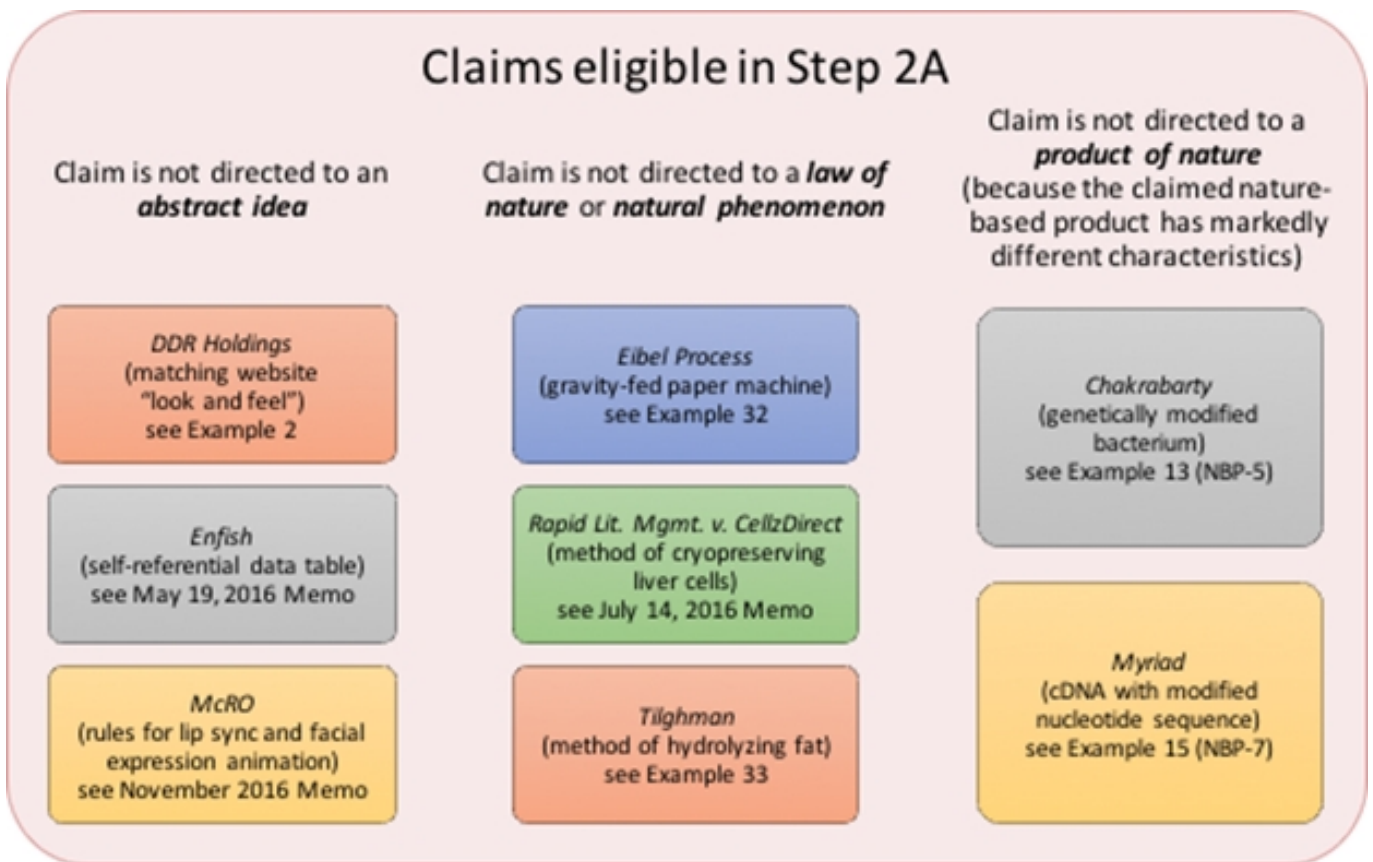 Claims eligible in Step 2A
Claim is not directed to an
abstract idea
DDR Holdings
(matching website
“look and feel”)
see Example 2
Enfish
(self-referential data table)
see May 19, 2016 Memo
McRO
(rules for lip sync and facial
expression animation)
see November 2016 Memo
Claim is not directed to a law of
nature or natural phenomenon
Eibel Process
(gravity-fed paper machine)
see Example 32
Rapid Lit. Mgmt. v. CellzDirect
(method of cryopreserving
liver cells)
see July 14, 2016 Memo
Tilghman
(method of hydrolyzing fat)
see Example 33
Claim is not directed to a
product of nature
(because the claimed nature-
based product has markedly
different characteristics)
Chakrabarty
(genetically modified
bacterium)
see Example 13 (NBP-5)
Myriad
(cDNA with modified
nucleotide sequence)
see Example 15 (NBP-7)